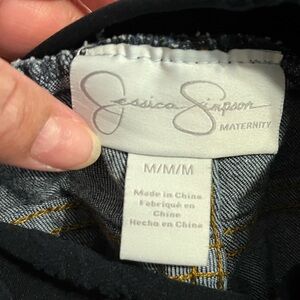 Jessica Simpson
MATERNITY
M/M/M
Made in China
Fabriqué en
Chine
Hecho en China